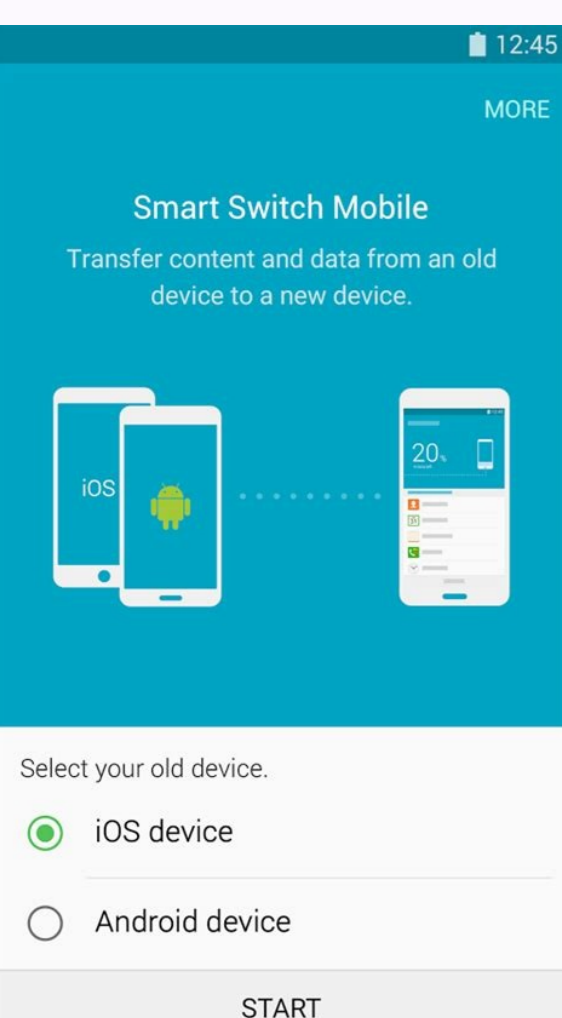 12:45
MORE
Smart Switch Mobile
Transfer content and data from an old
device to a new device.
iOS
20%
Select your old device.
iOS device
Android device
START